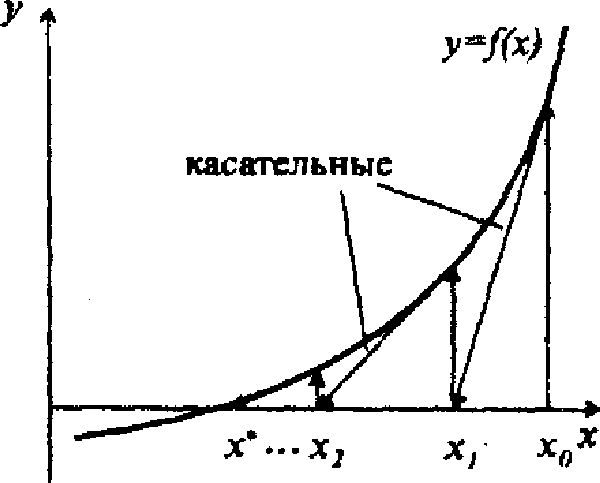 y
y=f(x)
касательные
x* ... x₂ x₁ x₀ x